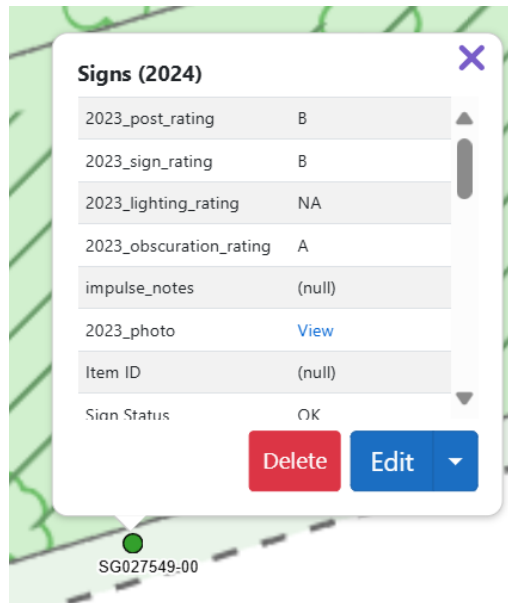 Signs (2024)
2023_post_rating B
2023_sign_rating B
2023_lighting_rating NA
2023_obscuration_rating A
impulse_notes (null)
2023_photo View
Item ID (null)
Sign Status OK
Delete Edit
SG027549-00